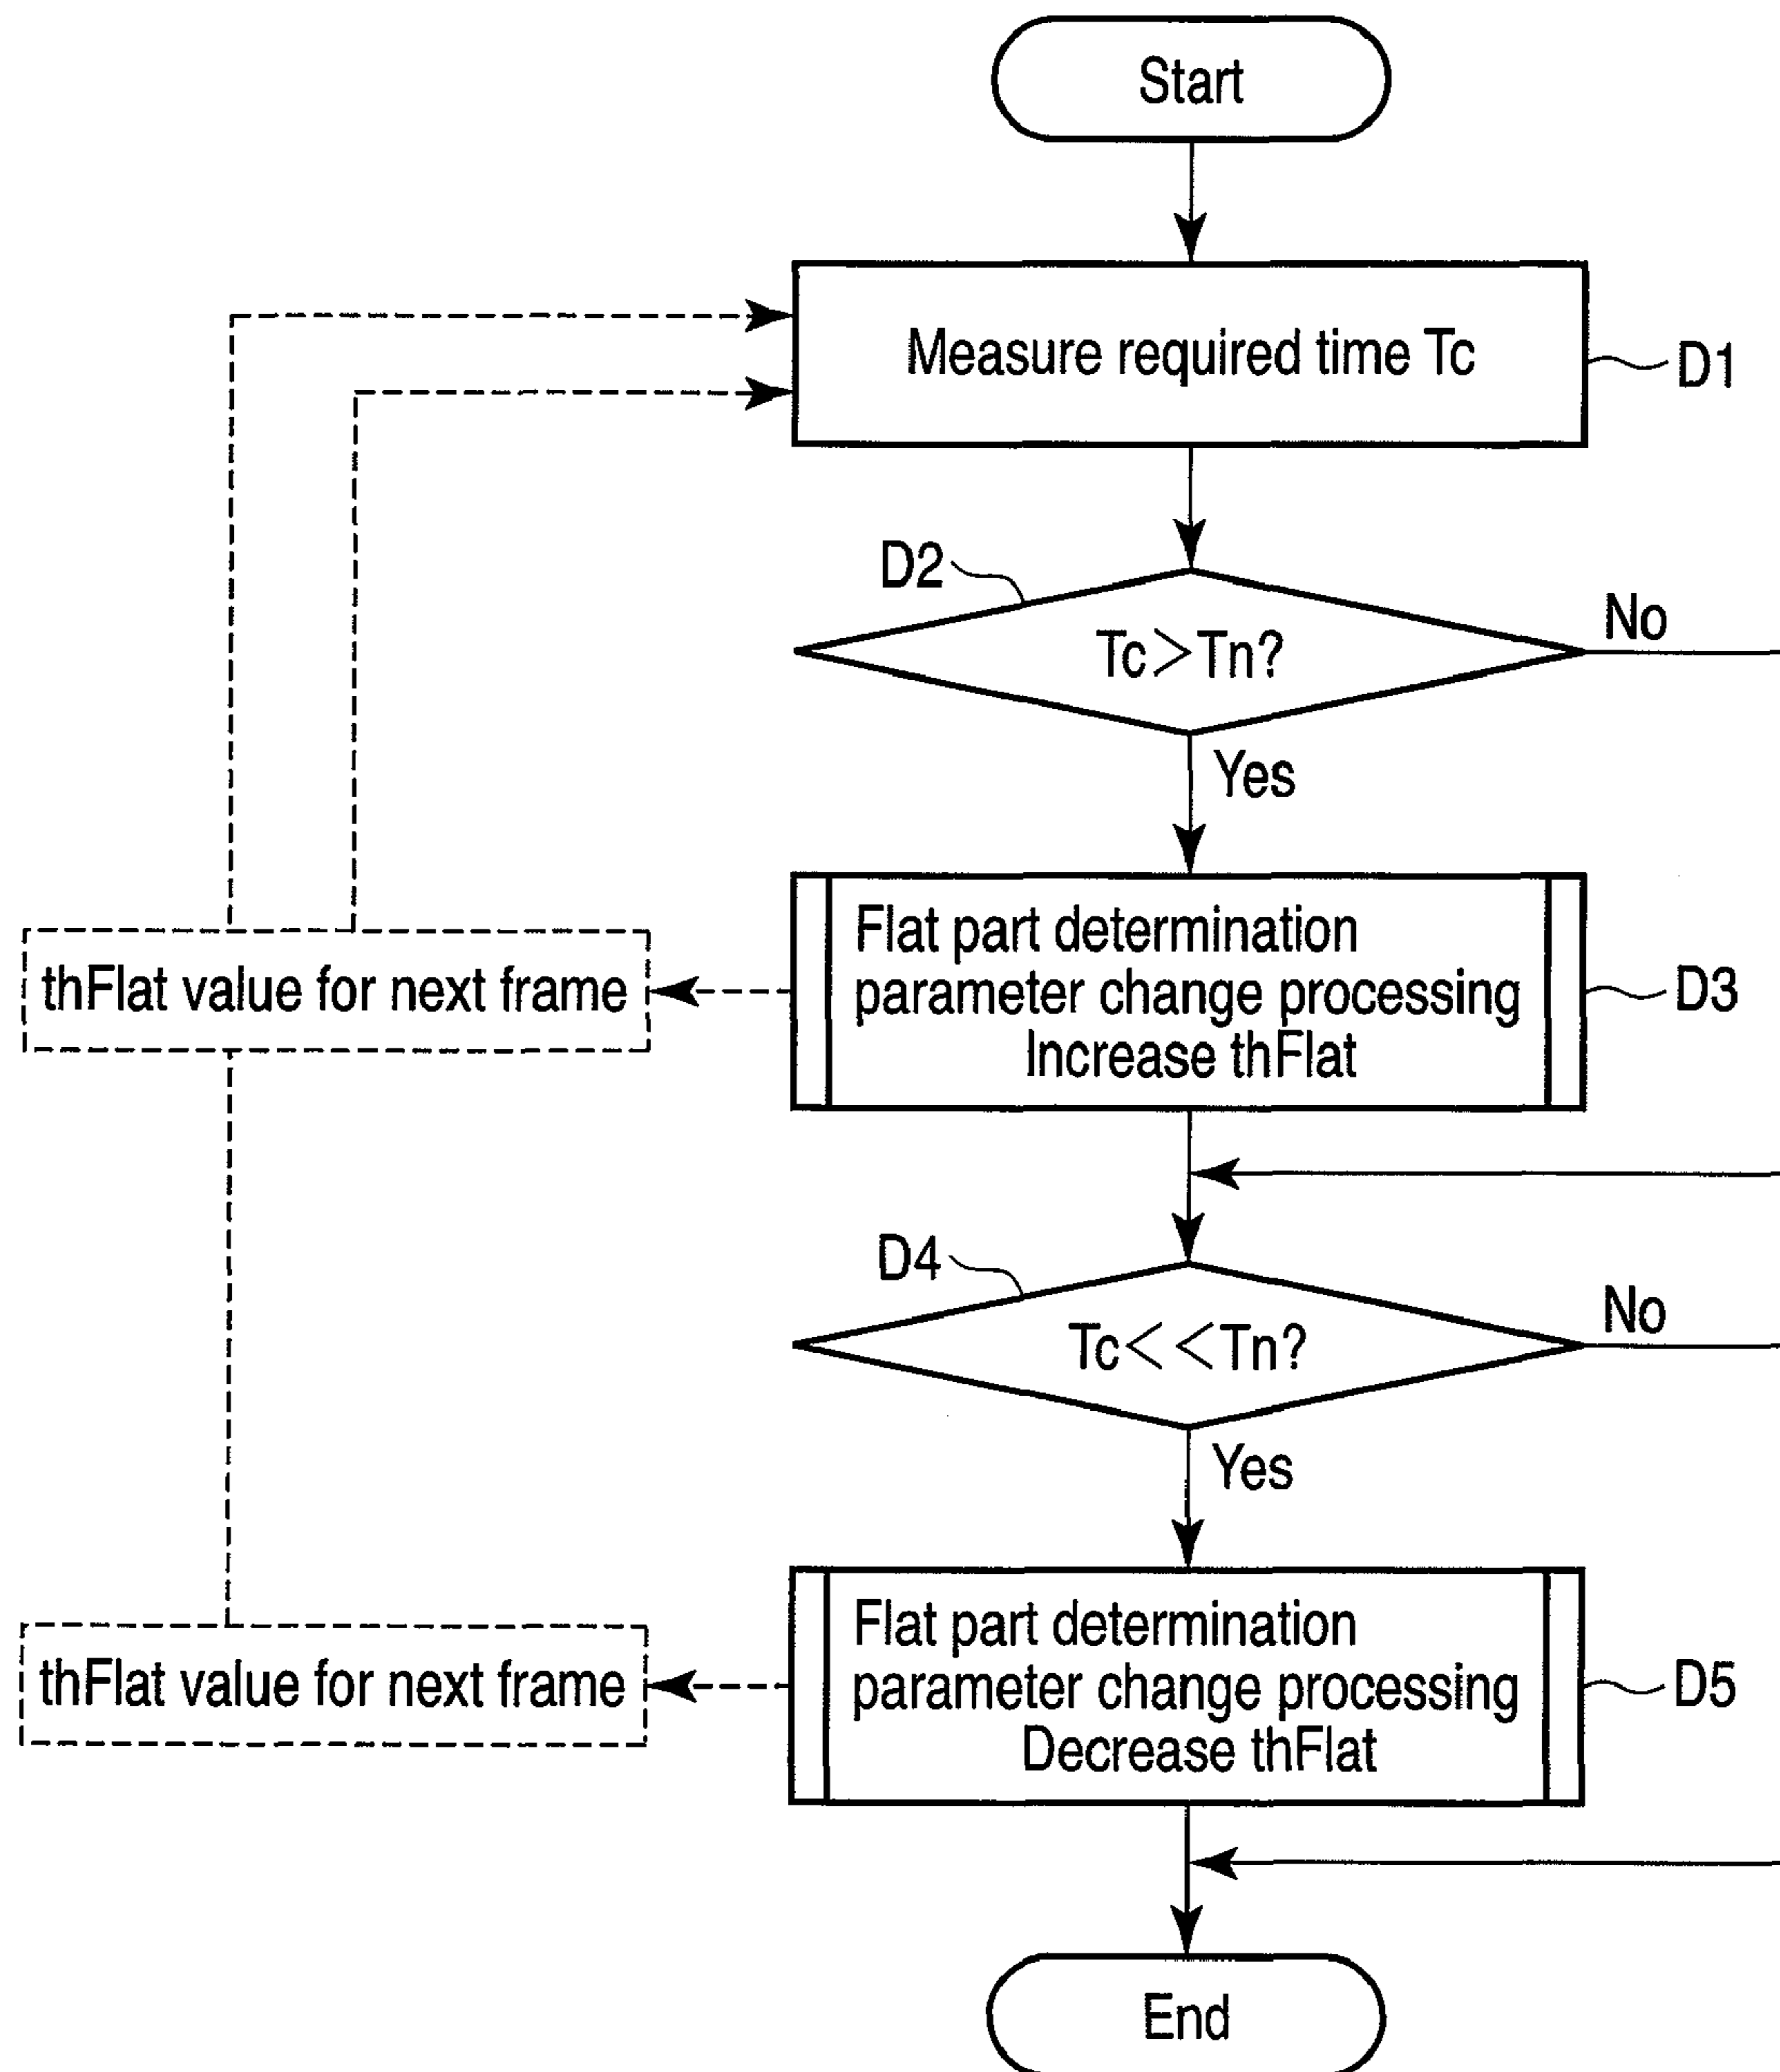 Start
Measure required time Tc
D1
D2
Tc>Tn?
No
Yes
Flat part determination
parameter change processing
Increase thFlat
D3
thFlat value for next frame
D4
Tc<<Tn?
No
Yes
Flat part determination
parameter change processing
Decrease thFlat
D5
thFlat value for next frame
End